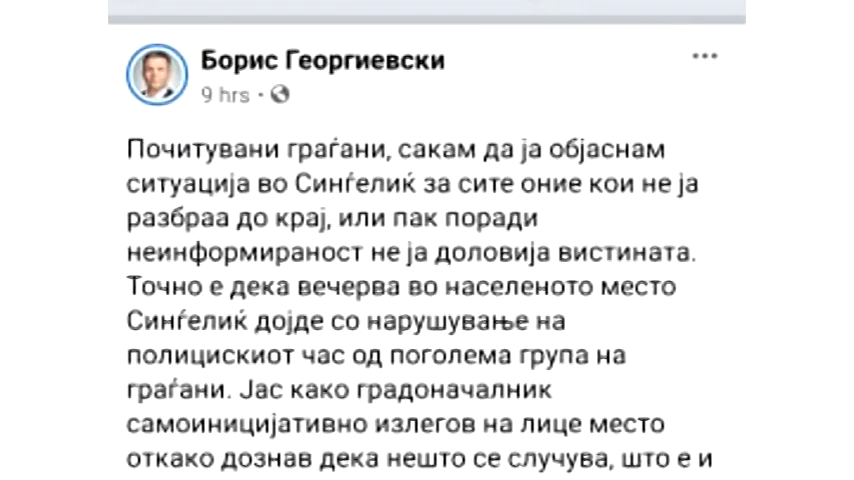 Борис Георгиевски
9 hrs ·
Почитувани граѓани, сакам да ја објаснам
ситуација во Синѓелиќ за сите оние кои не ја
разбраа до крај, или пак поради
неинформираност не ја доловија вистината.
Точно е дека вечерва во населеното место
Синѓелиќ дојде со нарушување на
полицискиот час од поголема група на
граѓани. Јас како градоначалник
самоиницијативно излегов на лице место
откако дознав дека нешто се случува, што е и